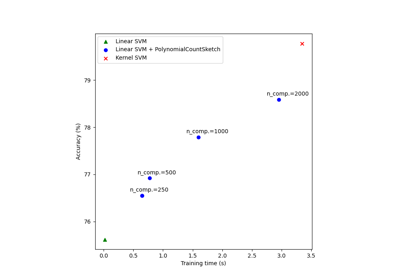 Linear SVM
Linear SVM + PolynomialCountSketch
Kernel SVM
79
78
77
76
Accuracy (%)
n_comp.=2000
n_comp.=1000
n_comp.=500
n_comp.=250
0.0 0.5 1.0 1.5 2.0 2.5 3.0 3.5
Training time (s)